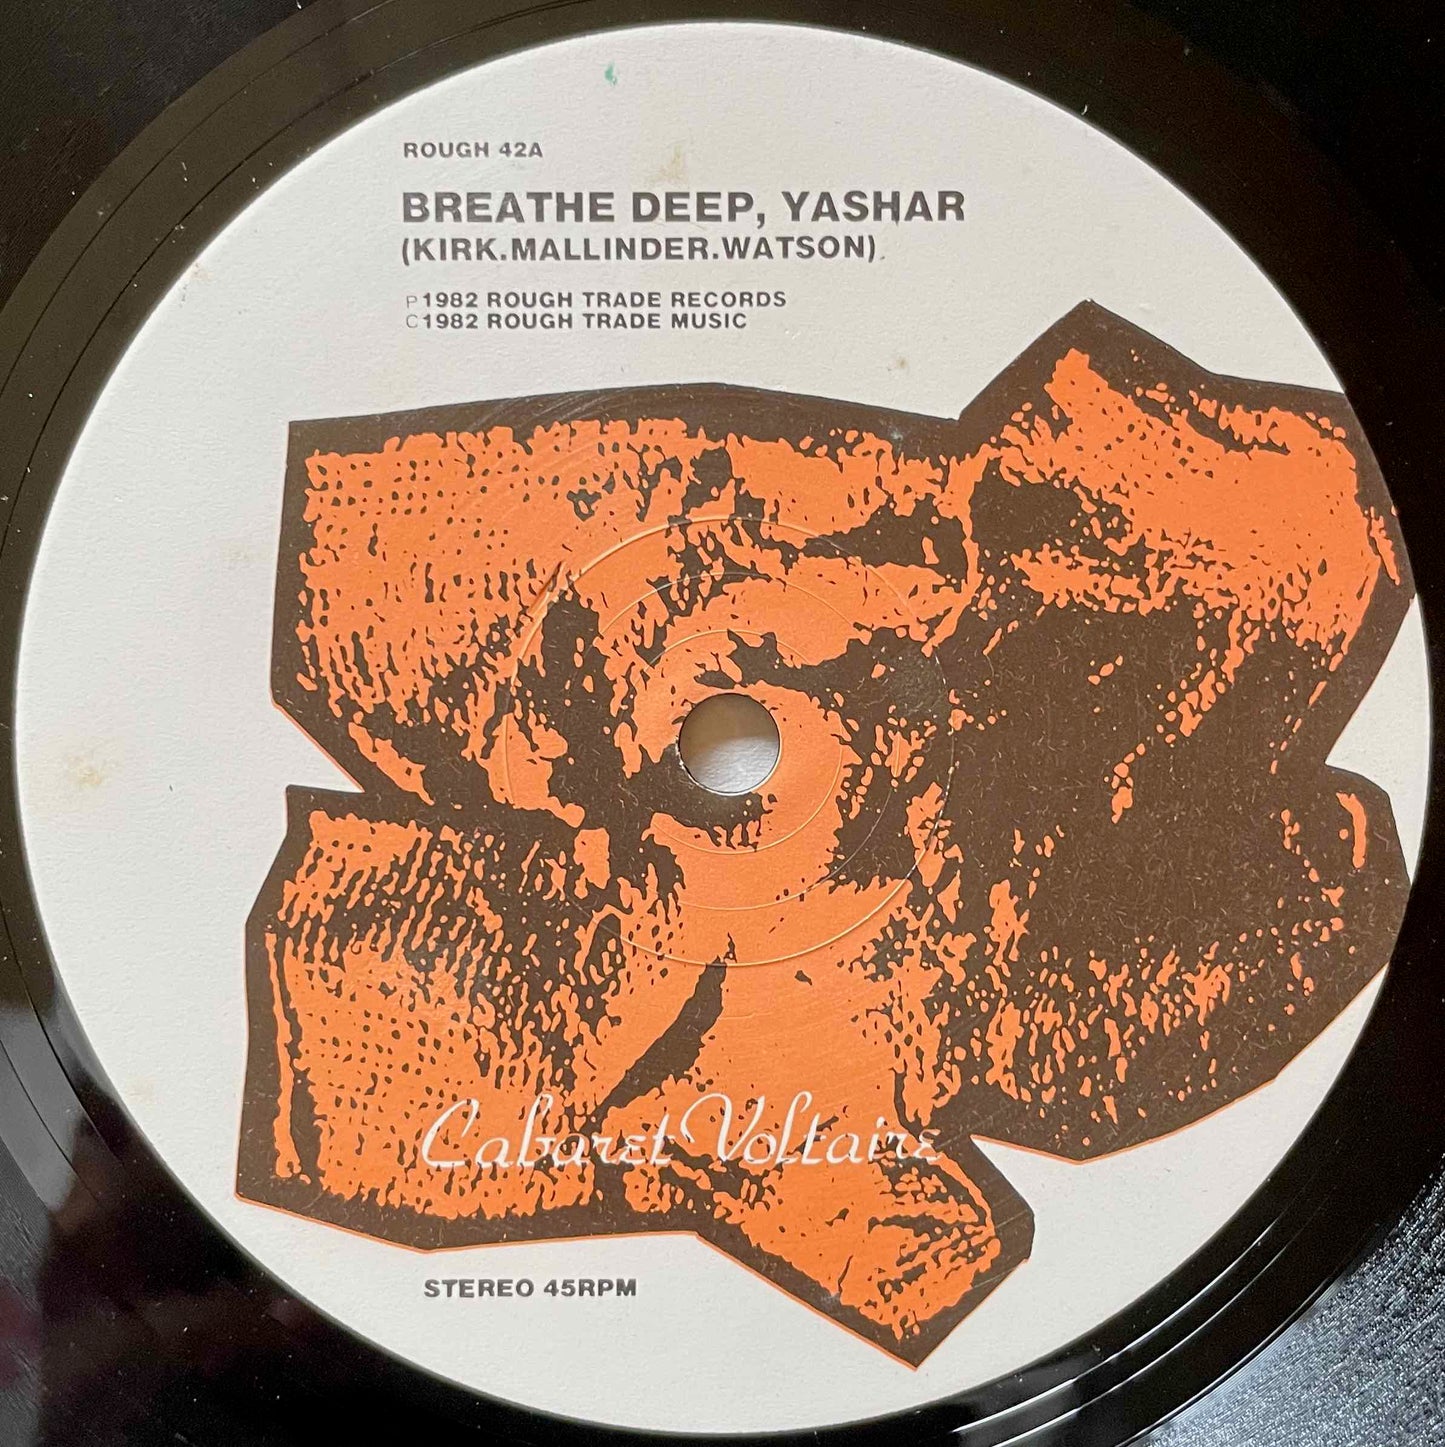 ROUGH 42A
BREATHE DEEP, YASHAR
(KIRK.MALLINDER.WATSON).
P1982 ROUGH TRADE RECORDS
C1982 ROUGH TRADE MUSIC
Cabaret Voltaire
STEREO 45RPM